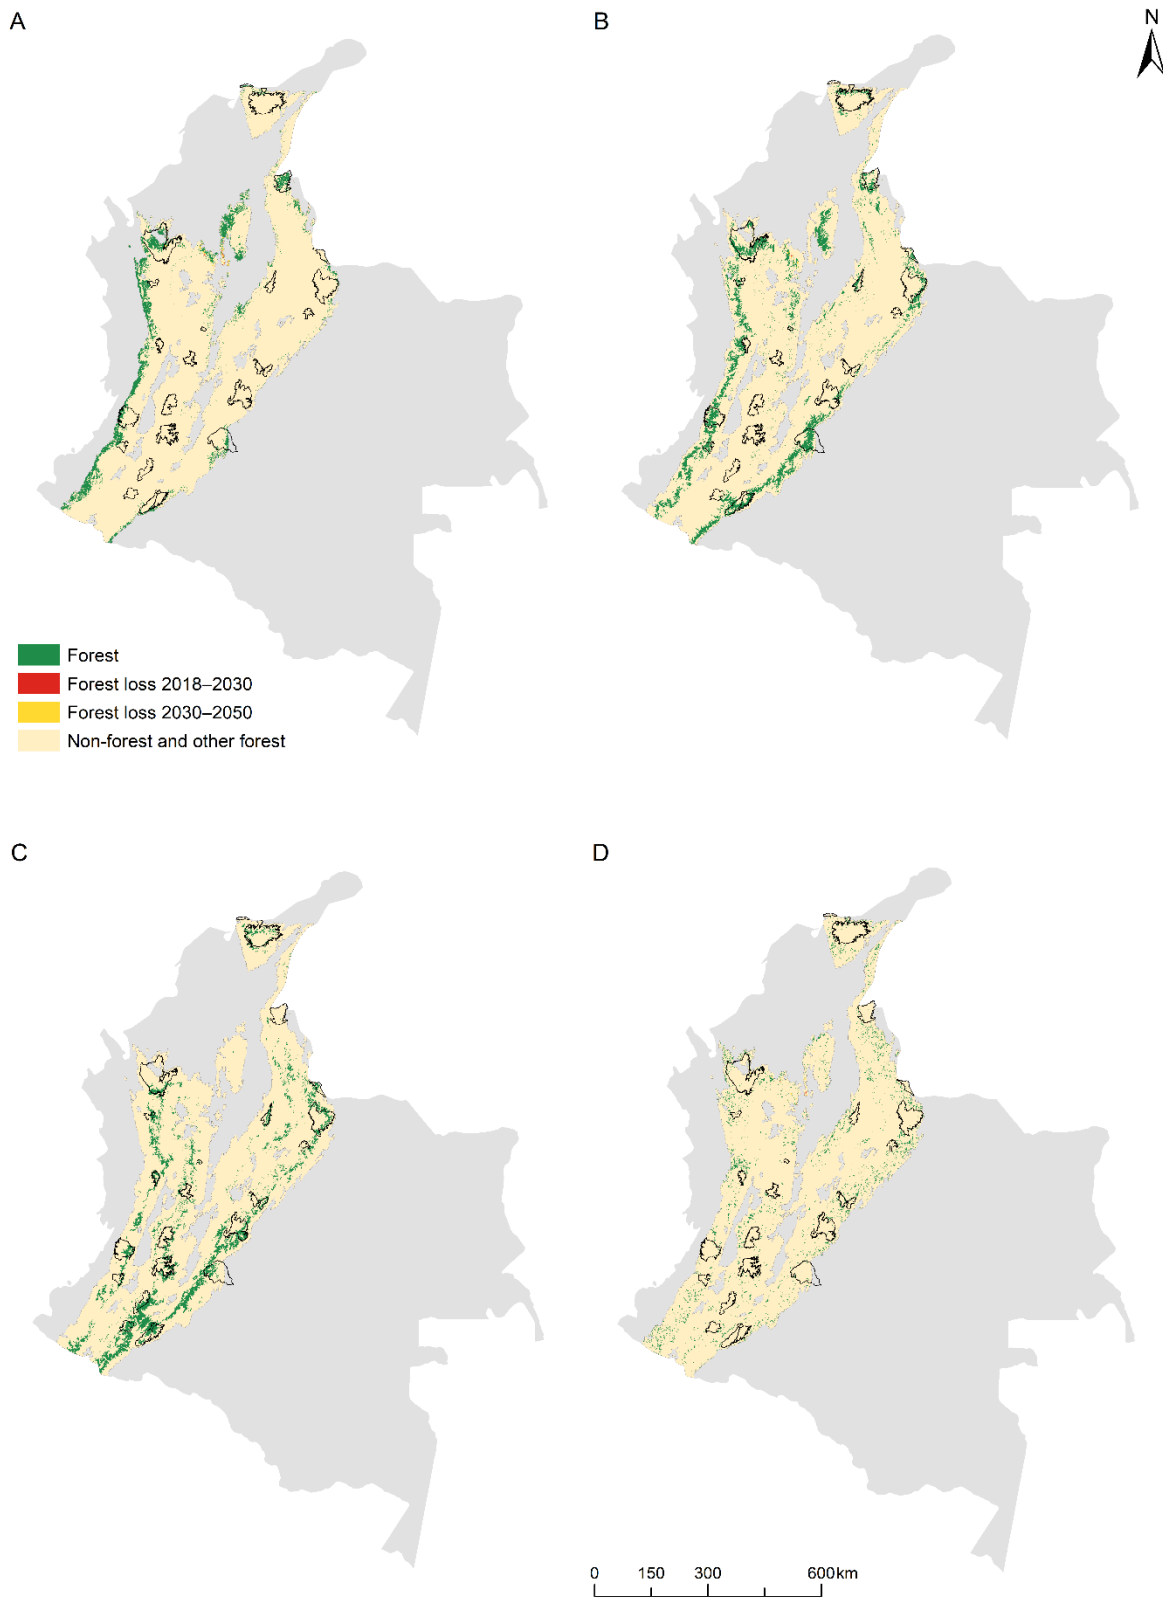 A
B
N
Forest
Forest loss 2018–2030
Forest loss 2030–2050
Non-forest and other forest
C
D
0 150 300 600km